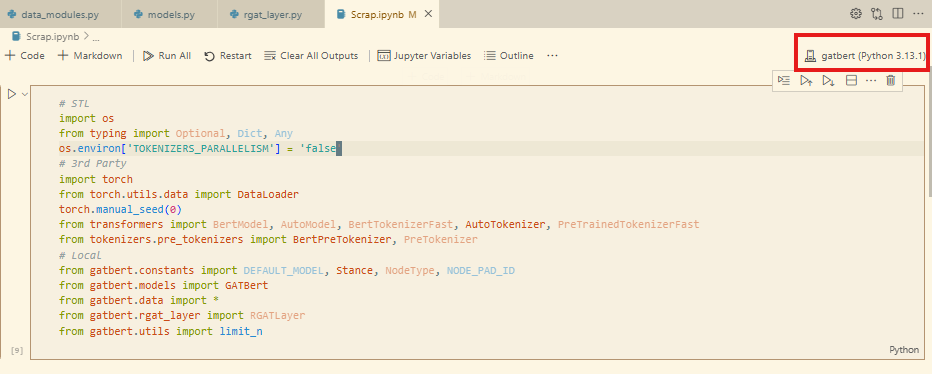 data_modules.py models.py rgat_layer.py Scrap.ipynb M
Scrap.ipynb > ...
+ Code + Markdown Run All Restart Clear All Outputs Jupyter Variables Outline ... gatbert (Python 3.13.1)
# STL
import os
from typing import Optional, Dict, Any
os.environ['TOKENIZERS_PARALLELISM'] = 'false'
# 3rd Party
import torch
from torch.utils.data import DataLoader
torch.manual_seed(0)
from transformers import BertModel, AutoModel, BertTokenizerFast, AutoTokenizer, PreTrainedTokenizerFast
from tokenizers.pre_tokenizers import BertPreTokenizer, PreTokenizer
# Local
from gatbert.constants import DEFAULT_MODEL, Stance, NodeType, NODE_PAD_ID
from gatbert.models import GATBert
from gatbert.data import *
from gatbert.rgat_layer import RGATLayer
from gatbert.utils import limit_n
[9] Python